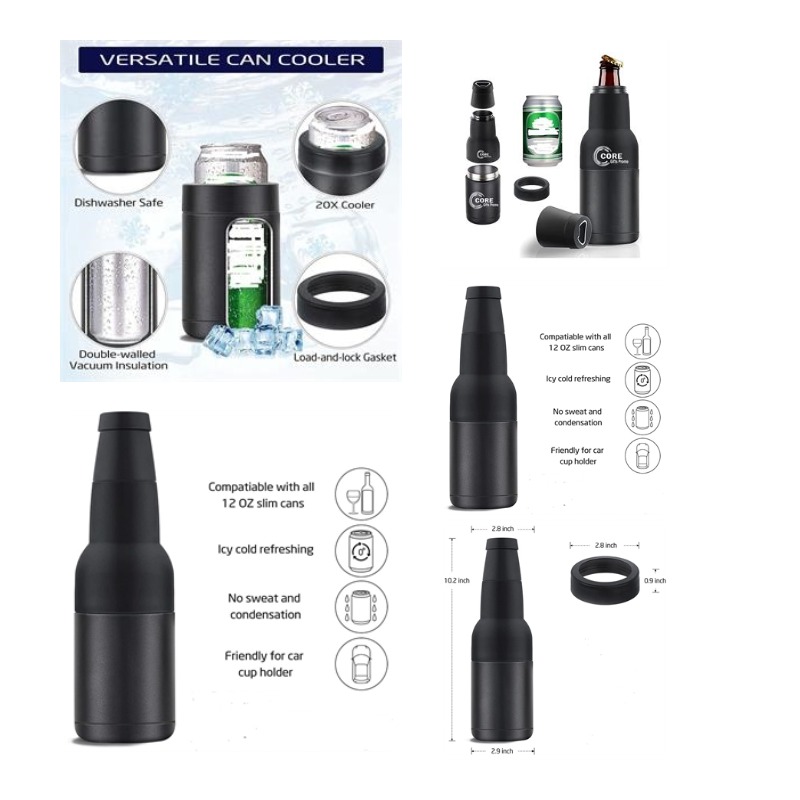 VERSATILE CAN COOLER
Dishwasher Safe
20X Cooler
Double-walled
Vacuum Insulation
Load-and-lock Gasket
CORE
CORE
Compatiable with all
12 OZ slim cans
Icy cold refreshing
No sweat and
condensation
Friendly for car
cup holder
Compatiable with all
12 OZ slim cans
Icy cold refreshing
No sweat and
condensation
Friendly for car
cup holder
2.8 inch
10.2 inch
2.9 inch
2.8 inch
0.9 inch